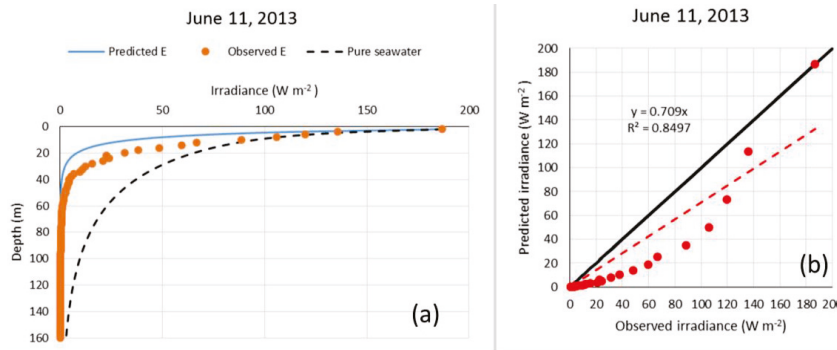 June 11, 2013
Predicted E
Observed E
Pure seawater
Irradiance (W m-2 )
0
50
100
150
200
0
20
40
60
80
100
120
140
160
Depth (m)
(a)
June 11, 2013
200
180
160
140
120
100
80
60
40
20
0
Predicted irradiance (W m-2)
y = 0.709x
R² = 0.8497
(b)
0
20
40
60
80
100
120
140
160
180
200
Observed irradiance (W m-2)